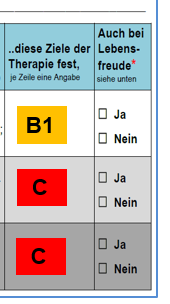 ..diese Ziele der
Therapie fest,
je Zeile eine Angabe
Auch bei
Lebens-
freude*
siehe unten
;
B1
☐ Ja
☐ Nein
C
☐ Ja
☐ Nein
C
☐ Ja
☐ Nein